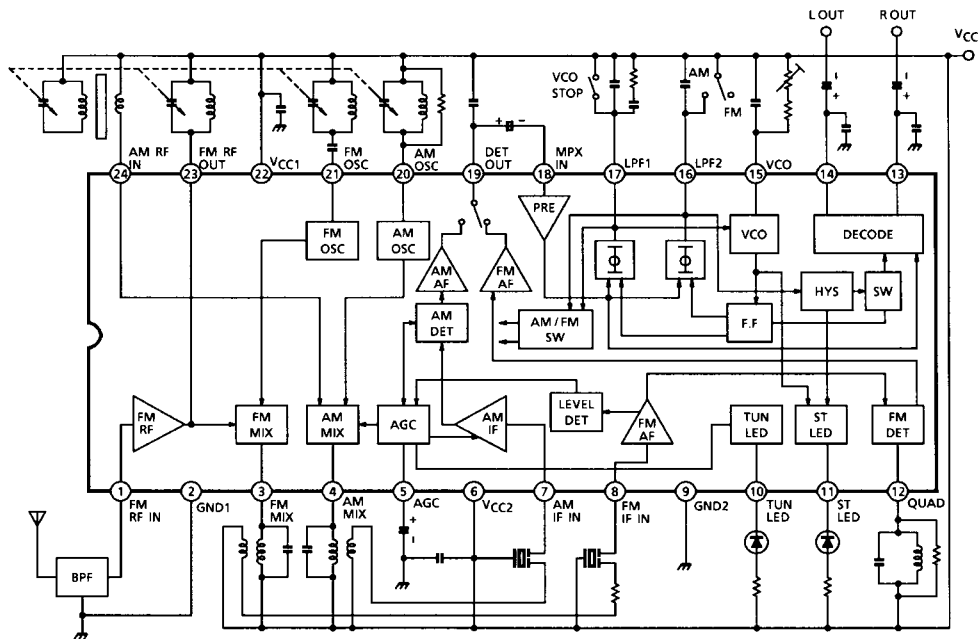 L OUT
R OUT
VCC
VCO
STOP
AM
FM
AM RF
IN
FM RF
OUT
VCC1
FM
OSC
AM
OSC
DET
OUT
MPX
IN
LPF1
LPF2
VCO
24
23
22
21
20
19
18
17
16
15
14
13
PRE
FM
OSC
AM
OSC
VCO
DECODE
AM
AF
FM
AF
HYS
SW
AM
DET
AM / FM
SW
F.F
FM
RF
FM
MIX
AM
MIX
AGC
AM
IF
LEVEL
DET
FM
AF
TUN
LED
ST
LED
FM
DET
1
2
3
4
5
6
7
8
9
10
11
12
FM
RF IN
GND1
FM
MIX
AM
MIX
AGC
VCC2
AM
IF IN
FM
IF IN
GND2
TUN
LED
ST
LED
QUAD
BPF